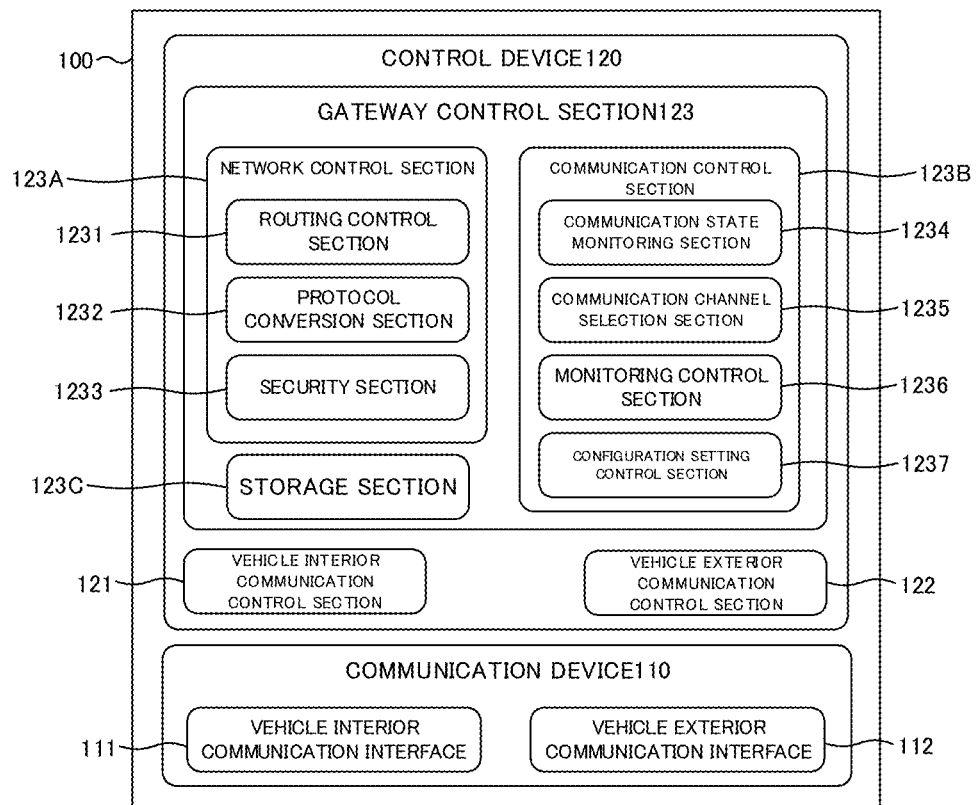 100
CONTROL DEVICE120
GATEWAY CONTROL SECTION123
123A
NETWORK CONTROL SECTION
1231
ROUTING CONTROL
SECTION
1232
PROTOCOL
CONVERSION SECTION
1233
SECURITY SECTION
123C
STORAGE SECTION
COMMUNICATION CONTROL
SECTION
123B
COMMUNICATION STATE
MONITORING SECTION
1234
COMMUNICATION CHANNEL
SELECTION SECTION
1235
MONITORING CONTROL
SECTION
1236
CONFIGURATION SETTING
CONTROL SECTION
1237
121
VEHICLE INTERIOR
COMMUNICATION
CONTROL SECTION
VEHICLE EXTERIOR
COMMUNICATION
CONTROL SECTION
122
COMMUNICATION DEVICE110
111
VEHICLE INTERIOR
COMMUNICATION INTERFACE
VEHICLE EXTERIOR
COMMUNICATION INTERFACE
112